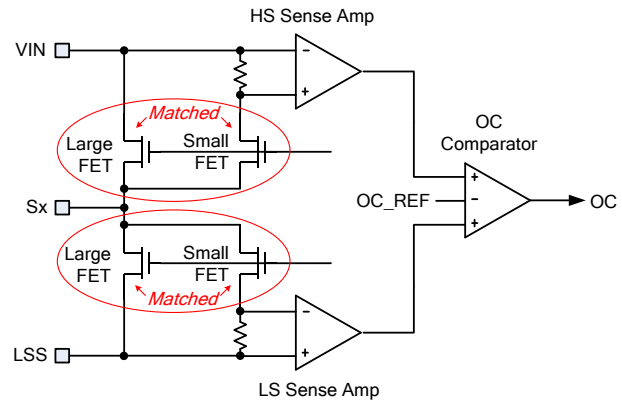 HS Sense Amp
VIN
−
+
Matched
Large
FET
Small
FET
OC
Comparator
Sx
OC_REF
+
−
+
OC
Large
FET
Small
FET
Matched
−
+
LSS
LS Sense Amp